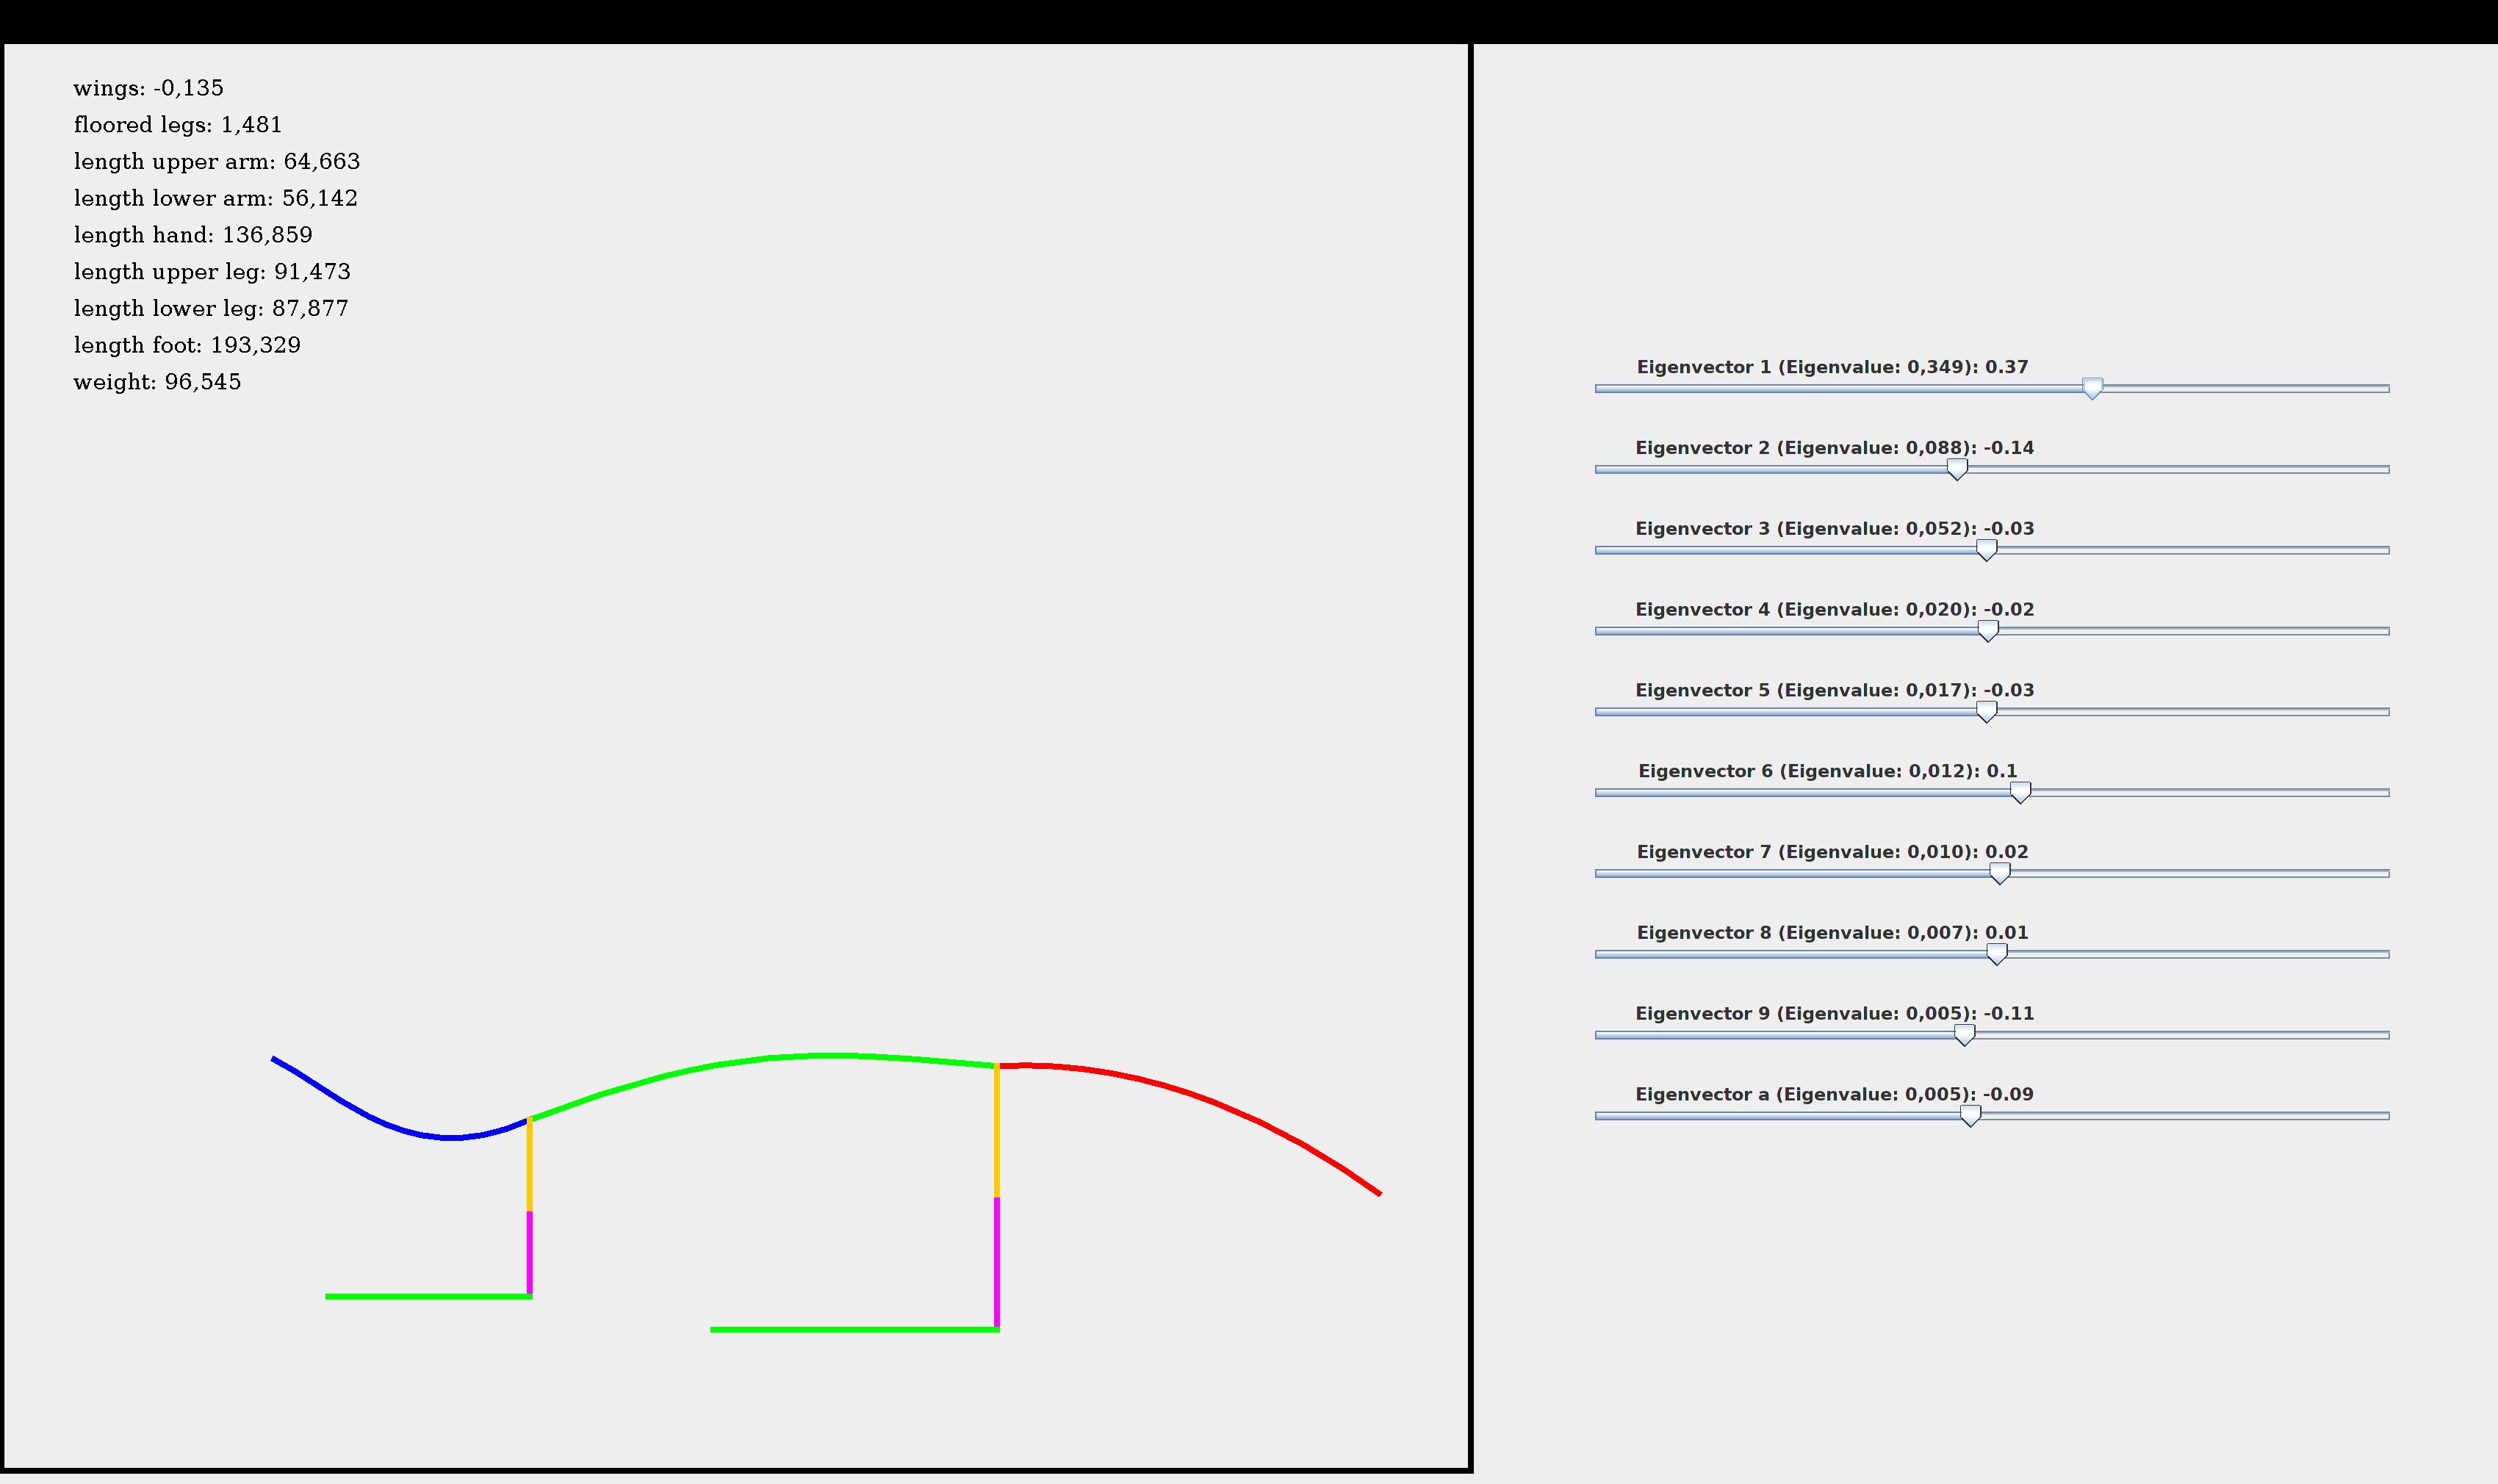 wings: -0,135
floored legs: 1,481
length upper arm: 64,663
length lower arm: 56,142
length hand: 136,859
length upper leg: 91,473
length lower leg: 87,877
length foot: 193,329
weight: 96,545
Eigenvector 1 (Eigenvalue: 0,349): 0.37
Eigenvector 2 (Eigenvalue: 0,088): -0.14
Eigenvector 3 (Eigenvalue: 0,052): -0.03
Eigenvector 4 (Eigenvalue: 0,020): -0.02
Eigenvector 5 (Eigenvalue: 0,017): -0.03
Eigenvector 6 (Eigenvalue: 0,012): 0.1
Eigenvector 7 (Eigenvalue: 0,010): 0.02
Eigenvector 8 (Eigenvalue: 0,007): 0.01
Eigenvector 9 (Eigenvalue: 0,005): -0.11
Eigenvector a (Eigenvalue: 0,005): -0.09